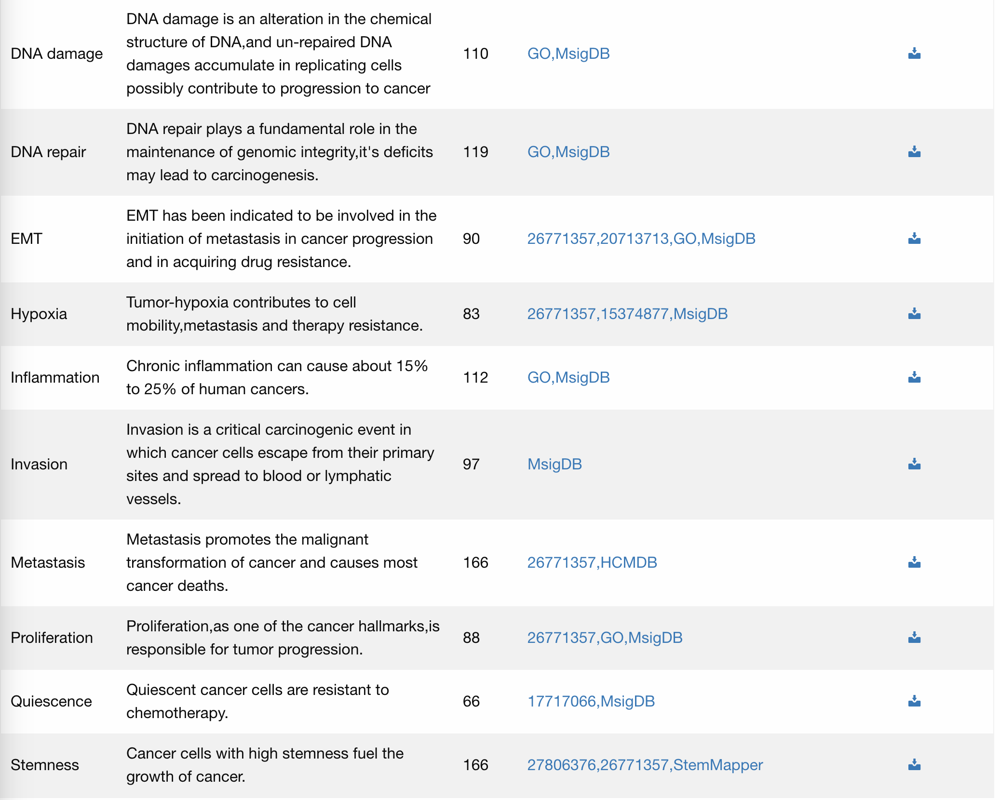 DNA damage
DNA damage is an alteration in the chemical
structure of DNA,and un-repaired DNA
damages accumulate in replicating cells
possibly contribute to progression to cancer
110
GO,MsigDB
DNA repair
DNA repair plays a fundamental role in the
maintenance of genomic integrity,it's deficits
may lead to carcinogenesis.
119
GO,MsigDB
EMT
EMT has been indicated to be involved in the
initiation of metastasis in cancer progression
and in acquiring drug resistance.
90
26771357,20713713,GO,MsigDB
Hypoxia
Tumor-hypoxia contributes to cell
mobility,metastasis and therapy resistance.
83
26771357,15374877,MsigDB
Inflammation
Chronic inflammation can cause about 15%
to 25% of human cancers.
112
GO,MsigDB
Invasion
Invasion is a critical carcinogenic event in
which cancer cells escape from their primary
sites and spread to blood or lymphatic
vessels.
97
MsigDB
Metastasis
Metastasis promotes the malignant
transformation of cancer and causes most
cancer deaths.
166
26771357,HCMDB
Proliferation
Proliferation,as one of the cancer hallmarks,is
responsible for tumor progression.
88
26771357,GO,MsigDB
Quiescence
Quiescent cancer cells are resistant to
chemotherapy.
66
17717066,MsigDB
Stemness
Cancer cells with high stemness fuel the
growth of cancer.
166
27806376,26771357,StemMapper